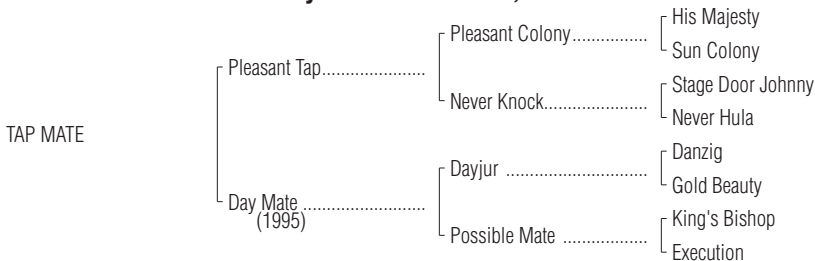 His Majesty
Pleasant Colony................
Sun Colony
Pleasant Tap......................
Stage Door Johnny
Never Knock......................
Never Hula
TAP MATE
Danzig
Dayjur ..............................
Gold Beauty
Day Mate ..........................
(1995)
King's Bishop
Possible Mate ..................
Execution